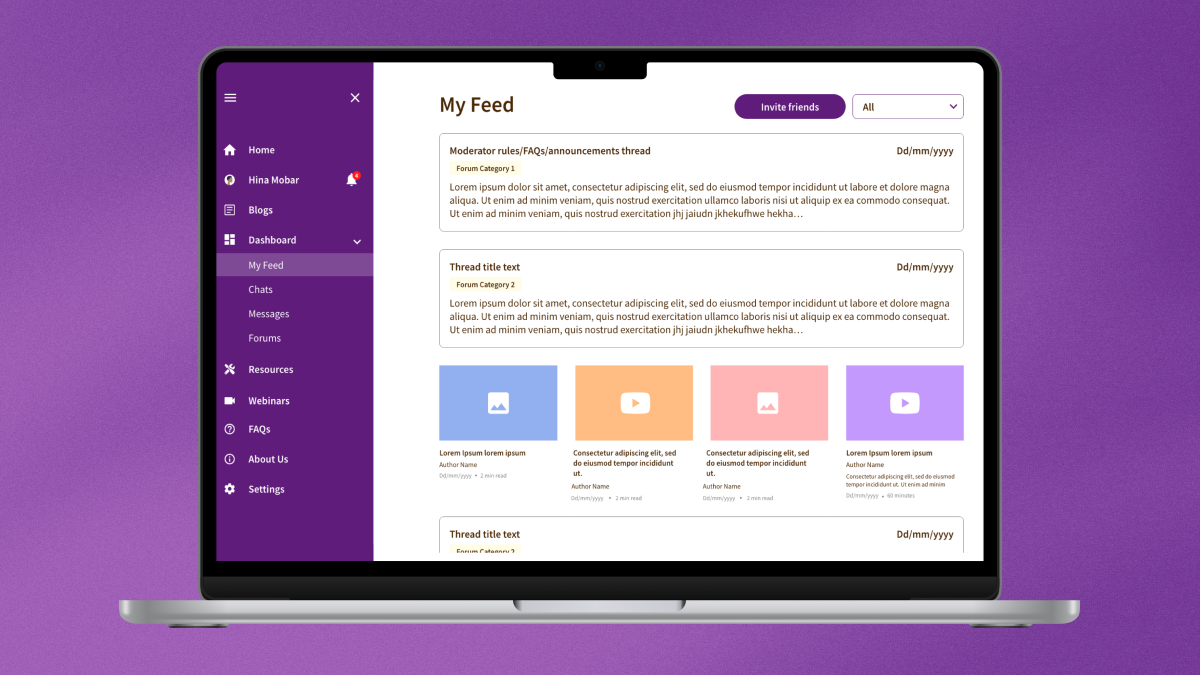 Home
Hina Mobar
4
Blogs
Dashboard
My Feed
Chats
Messages
Forums
Resources
Webinars
FAQs
About Us
Settings
My Feed
Invite friends
All
Moderator rules/FAQs/announcements thread
Dd/mm/yyyy
Forum Category 1
Lorem ipsum dolor sit amet, consectetur adipiscing elit, sed do eiusmod tempor incididunt ut labore et dolore magna
aliqua. Ut enim ad minim veniam, quis nostrud exercitation ullamco laboris nisi ut aliquip ex ea commodo consequat.
Ut enim ad minim veniam, quis nostrud exercitation jhj jaiudn jkhekufhwe hekha…
Thread title text
Dd/mm/yyyy
Forum Category 2
Lorem ipsum dolor sit amet, consectetur adipiscing elit, sed do eiusmod tempor incididunt ut labore et dolore magna
aliqua. Ut enim ad minim veniam, quis nostrud exercitation ullamco laboris nisi ut aliquip ex ea commodo consequat.
Ut enim ad minim veniam, quis nostrud exercitation jhj jaiudn jkhekufhwe hekha…
Lorem Ipsum lorem ipsum
Author Name
Dd/mm/yyyy • 2 min read
Consectetur adipiscing elit, sed
do eiusmod tempor incididunt
ut.
Author Name
Dd/mm/yyyy • 2 min read
Consectetur adipiscing elit, sed
do eiusmod tempor incididunt
ut.
Author Name
Dd/mm/yyyy • 2 min read
Lorem Ipsum lorem ipsum
Author Name
Consectetur adipiscing elit, sed do eiusmod
tempor incididunt ut. Ut enim ad minim
Dd/mm/yyyy • 60 minutes
Thread title text
Dd/mm/yyyy
Forum Category 2